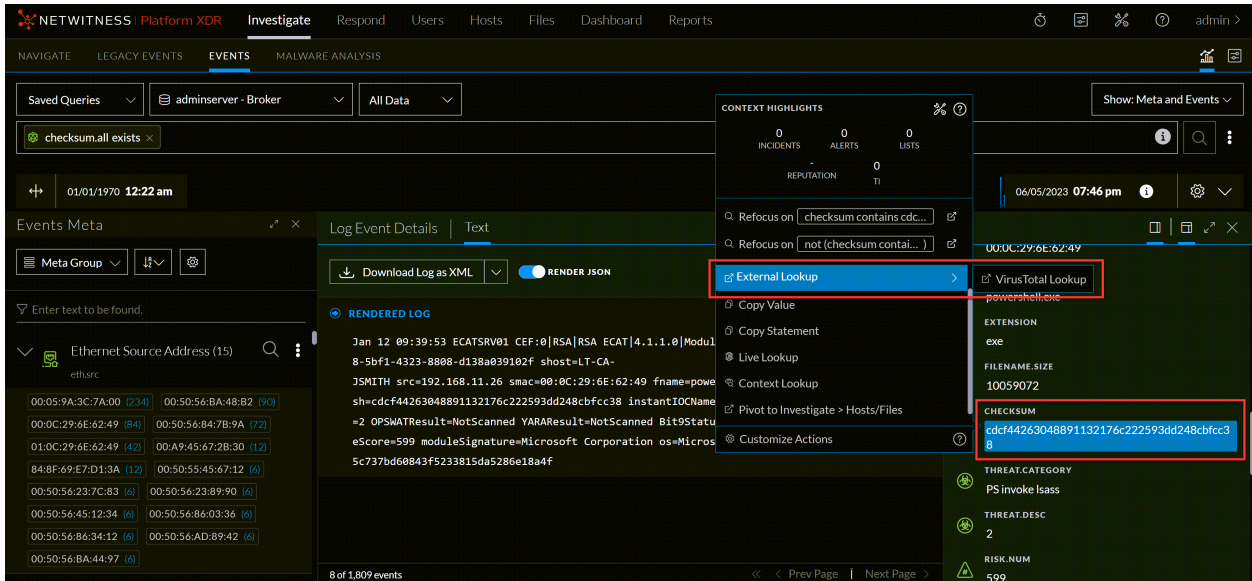 NETWITNESS Platform XDR Investigate Respond Users Hosts Files Dashboard Reports admin >
NAVIGATE LEGACY EVENTS EVENTS MALWARE ANALYSIS
Saved Queries adminserver - Broker All Data Show: Meta and Events
checksum.all exists ×
01/01/1970 12:22 am
06/05/2023 07:46 pm
CONTEXT HIGHLIGHTS
0 0 0
INCIDENTS ALERTS LISTS
- 0
REPUTATION TI
Refocus on checksum contains cdc...
Refocus on not (checksum contai... )
External Lookup
VirusTotal Lookup
Copy Value
Copy Statement
Live Lookup
Context Lookup
Pivot to Investigate > Hosts/Files
Customize Actions
Events Meta
Meta Group
Enter text to be found.
Ethernet Source Address (15)
eth.src
00:05:9A:3C:7A:00 (234) 00:50:56:BA:48:B2 (90)
00:0C:29:6E:62:49 (84) 00:50:56:84:7B:9A (72)
01:0C:29:6E:62:49 (42) 00:A9:45:67:2B:30 (12)
84:8F:69:E7:D1:3A (12) 00:50:55:45:67:12 (6)
00:50:56:23:7C:83 (6) 00:50:56:23:89:90 (6)
00:50:56:45:12:34 (6) 00:50:56:86:03:36 (6)
00:50:56:86:34:12 (6) 00:50:56:AD:89:42 (6)
00:50:56:BA:44:97 (6)
Log Event Details Text
Download Log as XML RENDER JSON
RENDERED LOG
Jan 12 09:39:53 ECATSRV01 CEF:0|RSA|RSA ECAT|4.1.1.0|Modul
8-5bf1-4323-8808-d138a039102f shost=LT-CA-
JSMITH src=192.168.11.26 smac=00:0C:29:6E:62:49 fname=powe
sh=cdcf44263048891132176c222593dd248cbfcc38 instantIOCName
=2 OPSWATResult=NotScanned YARAResult=NotScanned Bit9Statu
eScore=599 moduleSignature=Microsoft Corporation os=Micros
5c737bd60843f5233815da5286e18a4f
8 of 1,809 events << < Prev Page | Next Page >
00:0C:29:6E:62:49
powershell.exe
EXTENSION
exe
FILENAME.SIZE
10059072
CHECKSUM
cdcf44263048891132176c222593dd248cbfcc3
8
THREAT.CATEGORY
PS invoke lsass
THREAT.DESC
2
RISK.NUM
599